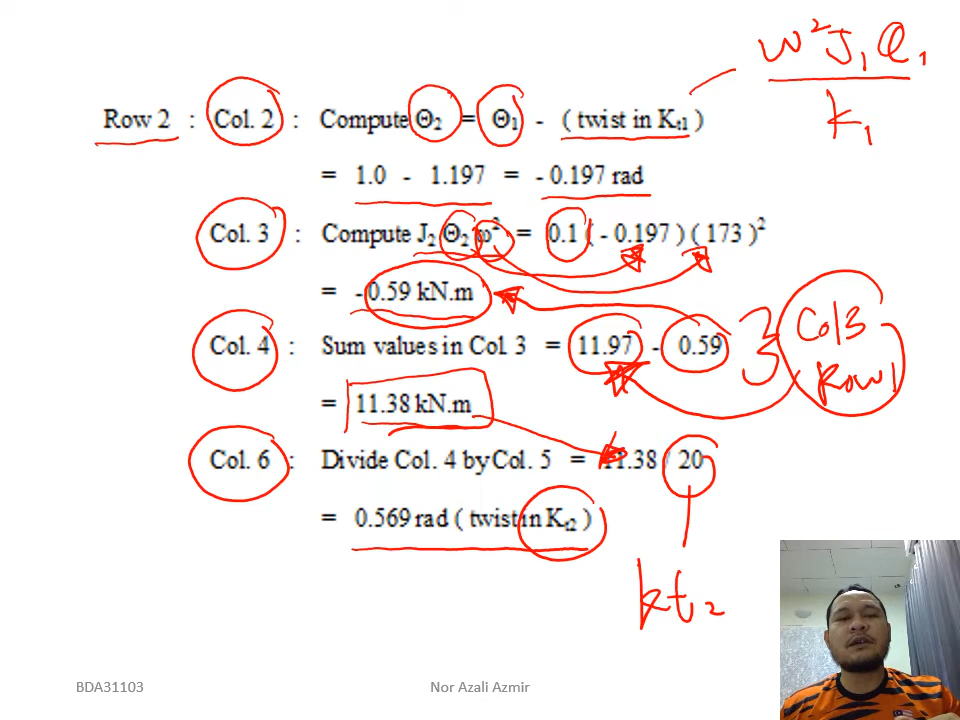 ω² J₁ θ₁
k₁
Row 2 : Col. 2 : Compute Θ₂ = Θ₁ - ( twist in Kₜ₁ )
= 1.0 - 1.197 = - 0.197 rad
Col. 3 : Compute J₂ Θ₂ ω² = 0.1 ( - 0.197 ) ( 173 )²
= - 0.59 kN.m
Col. 4 : Sum values in Col. 3 = 11.97 - 0.59
Col 3
Row 1
= 11.38 kN.m
Col. 6 : Divide Col. 4 by Col. 5 = 11.38 / 20
= 0.569 rad ( twist in Kₜ₂ )
kt₂
BDA31103 Nor Azali Azmir